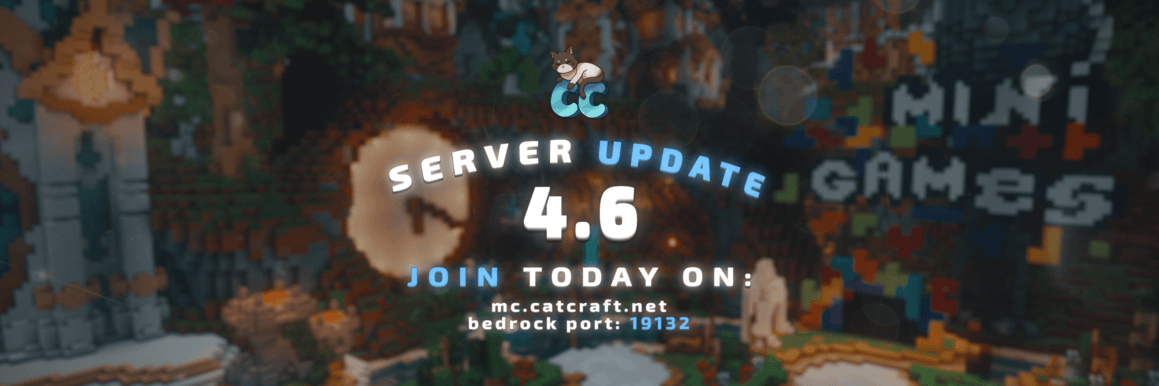 CC
SERVER UPDATE
4.6
JOIN TODAY ON:
mc.catcraft.net
bedrock port: 19132
MINI
GAMES